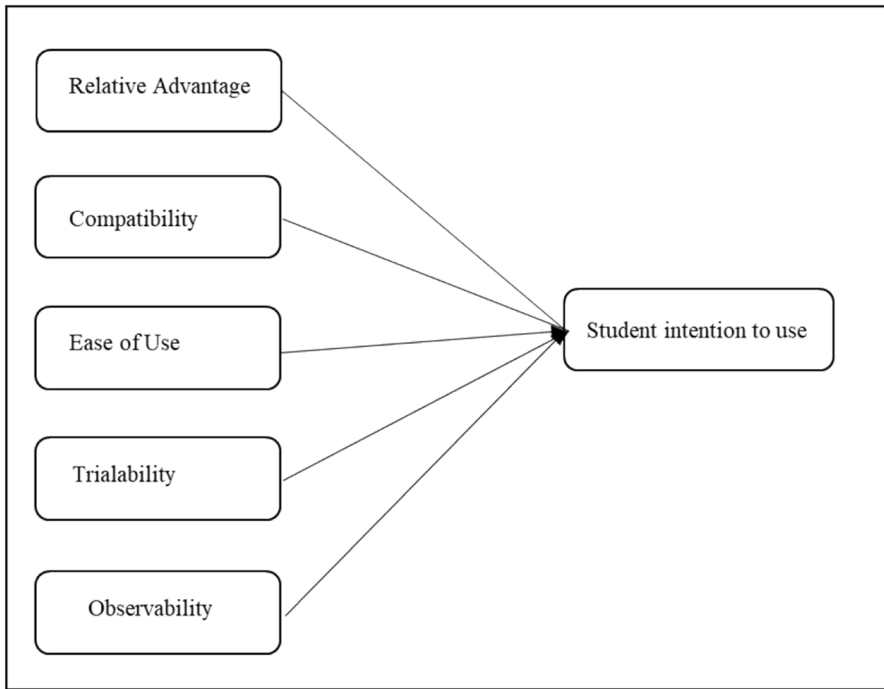 Relative Advantage
Compatibility
Ease of Use
Student intention to use
Trialability
Observability